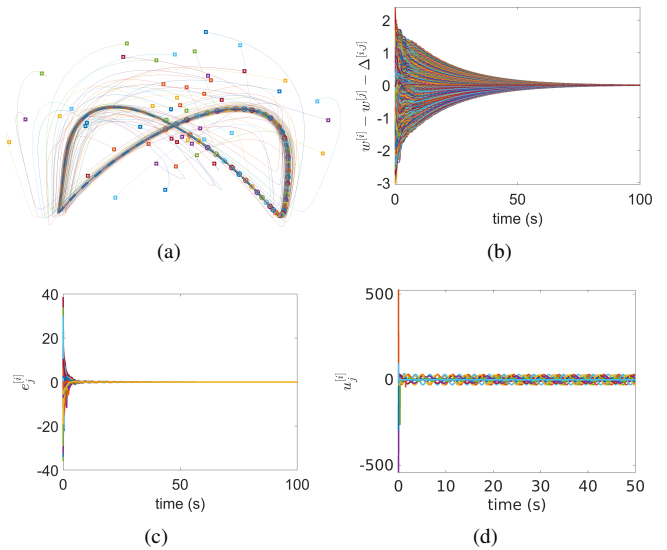 2
1
0
-1
-2
-3
w^{[i]} − w^{[j]} − Δ^{[i,j]}
0
50
100
time (s)
(a)
(b)
40
20
0
-20
-40
e_j^{[i]}
0
50
100
time (s)
500
0
-500
u_j^{[i]}
0
10
20
30
40
50
time (s)
(c)
(d)